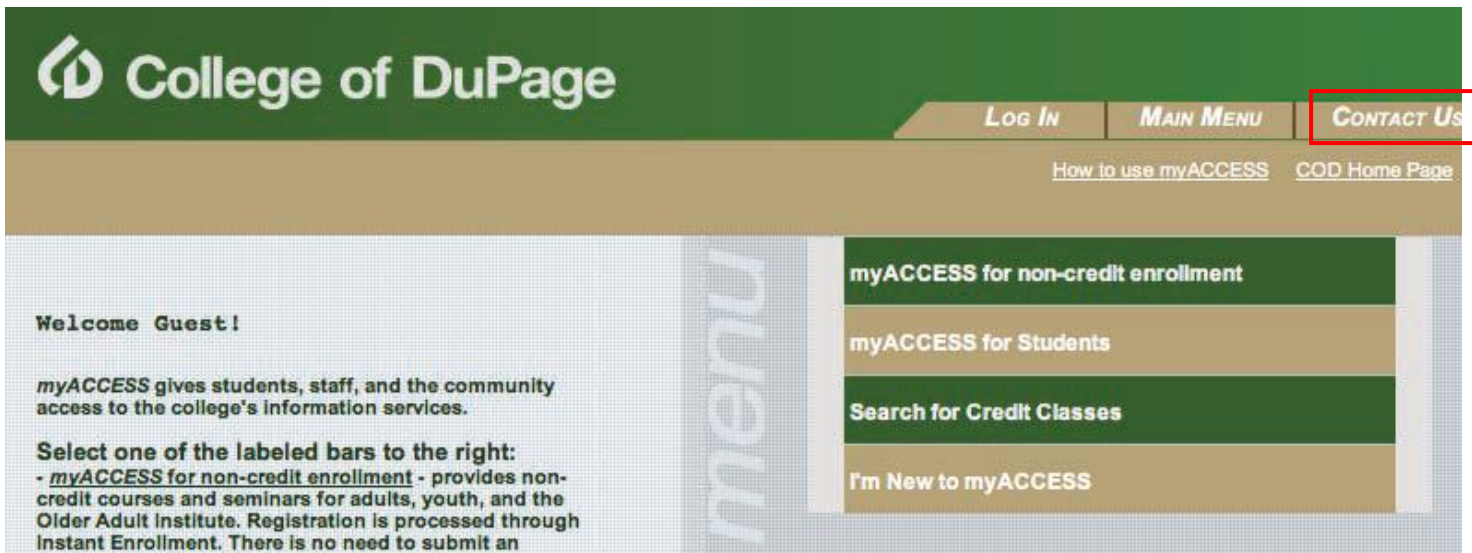 College of DuPage
LOG IN MAIN MENU CONTACT US
How to use myACCESS COD Home Page
menu
myACCESS for non-credit enrollment
myACCESS for Students
Search for Credit Classes
I'm New to myACCESS
Welcome Guest!
myACCESS gives students, staff, and the community
access to the college's information services.
Select one of the labeled bars to the right:
- myACCESS for non-credit enrollment - provides non-
credit courses and seminars for adults, youth, and the
Older Adult Institute. Registration is processed through
Instant Enrollment. There is no need to submit an